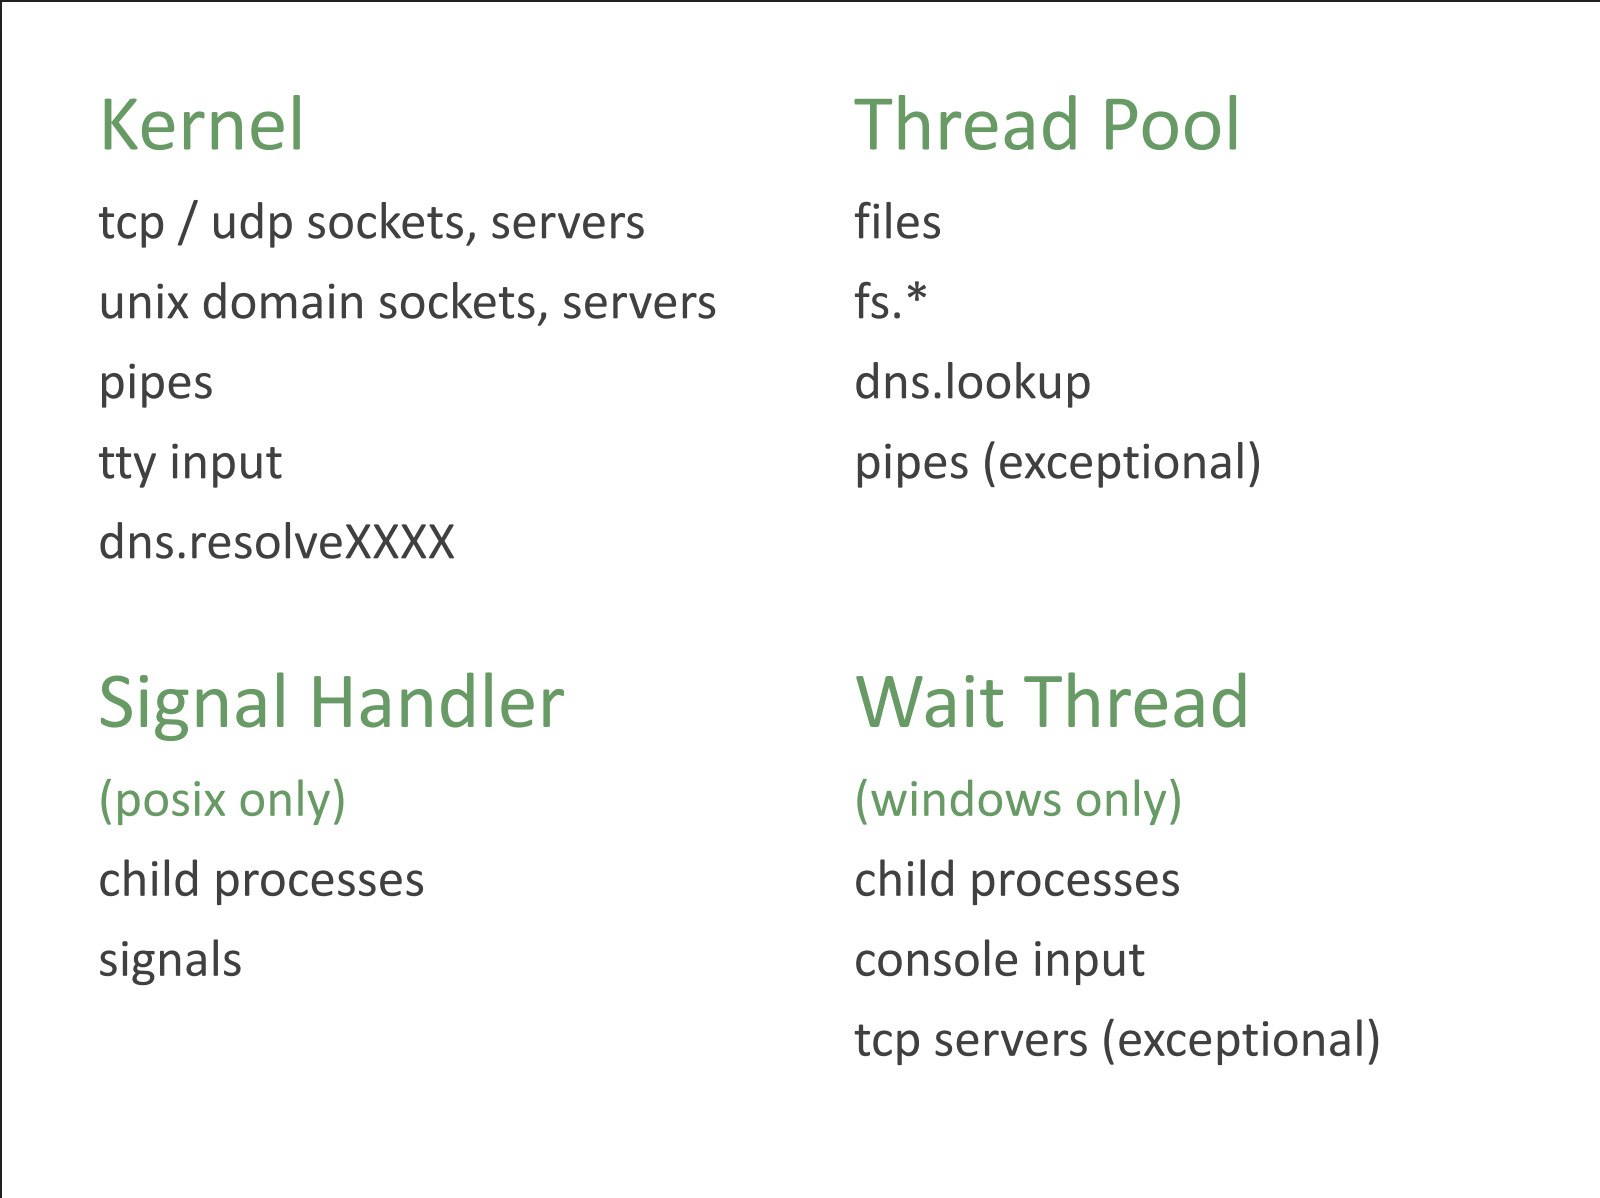 Kernel
tcp / udp sockets, servers
unix domain sockets, servers
pipes
tty input
dns.resolveXXXX
Thread Pool
files
fs.*
dns.lookup
pipes (exceptional)
Signal Handler
(posix only)
child processes
signals
Wait Thread
(windows only)
child processes
console input
tcp servers (exceptional)